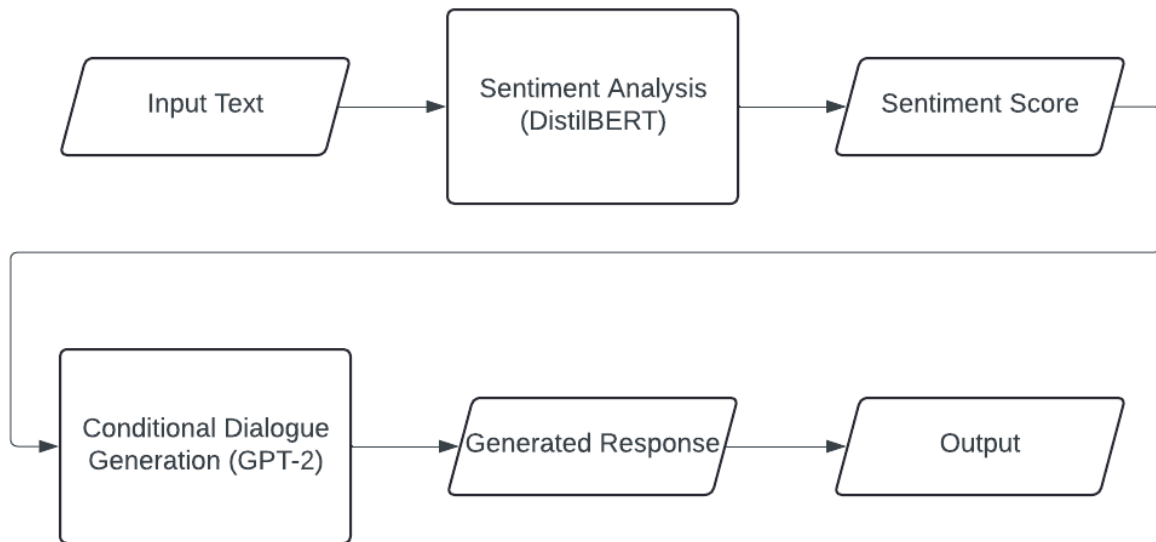 Input Text
Sentiment Analysis
(DistilBERT)
Sentiment Score
Conditional Dialogue
Generation (GPT-2)
Generated Response
Output